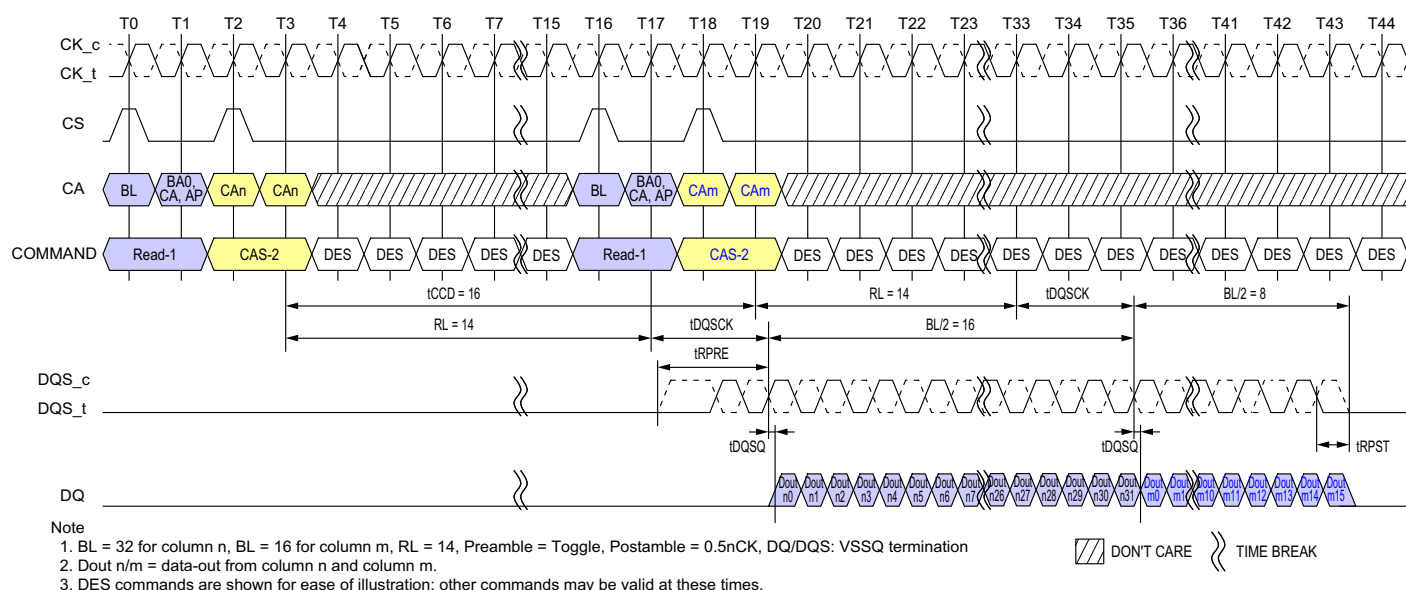 T0 T1 T2 T3 T4 T5 T6 T7 T15 T16 T17 T18 T19 T20 T21 T22 T23 T33 T34 T35 T36 T41 T42 T43 T44
CK_c
CK_t
CS
CA BL BA0, CA, AP CAn CAn BL BA0, CA, AP CAm CAm
COMMAND Read-1 CAS-2 DES DES DES DES DES Read-1 CAS-2 DES DES DES DES DES DES DES DES DES DES DES DES
tCCD = 16 RL = 14 tDQSCK BL/2 = 8
RL = 14 tDQSCK BL/2 = 16
tRPRE
DQS_c
DQS_t
tDQSQ tDQSQ tRPST
DQ Dout n0 Dout n1 Dout n2 Dout n3 Dout n4 Dout n5 Dout n6 Dout n7 Dout n26 Dout n27 Dout n28 Dout n29 Dout n30 Dout n31 Dout m0 Dout m1 Dout m10 Dout m11 Dout m12 Dout m13 Dout m14 Dout m15
Note
1. BL = 32 for column n, BL = 16 for column m, RL = 14, Preamble = Toggle, Postamble = 0.5nCK, DQ/DQS: VSSQ termination
2. Dout n/m = data-out from column n and column m.
3. DES commands are shown for ease of illustration; other commands may be valid at these times.
DON'T CARE TIME BREAK